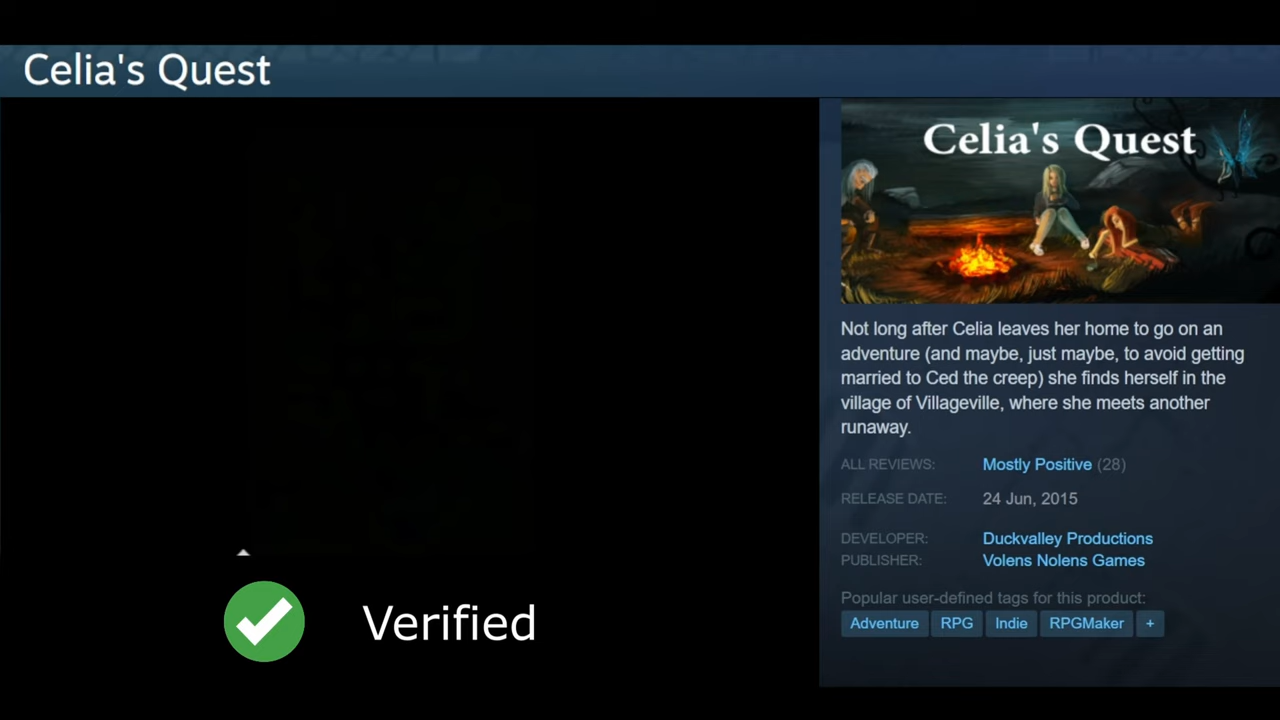 Celia's Quest
Celia's Quest
Not long after Celia leaves her home to go on an
adventure (and maybe, just maybe, to avoid getting
married to Ced the creep) she finds herself in the
village of Villageville, where she meets another
runaway.
ALL REVIEWS: Mostly Positive (28)
RELEASE DATE: 24 Jun, 2015
DEVELOPER: Duckvalley Productions
PUBLISHER: Volens Nolens Games
Popular user-defined tags for this product:
Adventure RPG Indie RPGMaker +
Verified